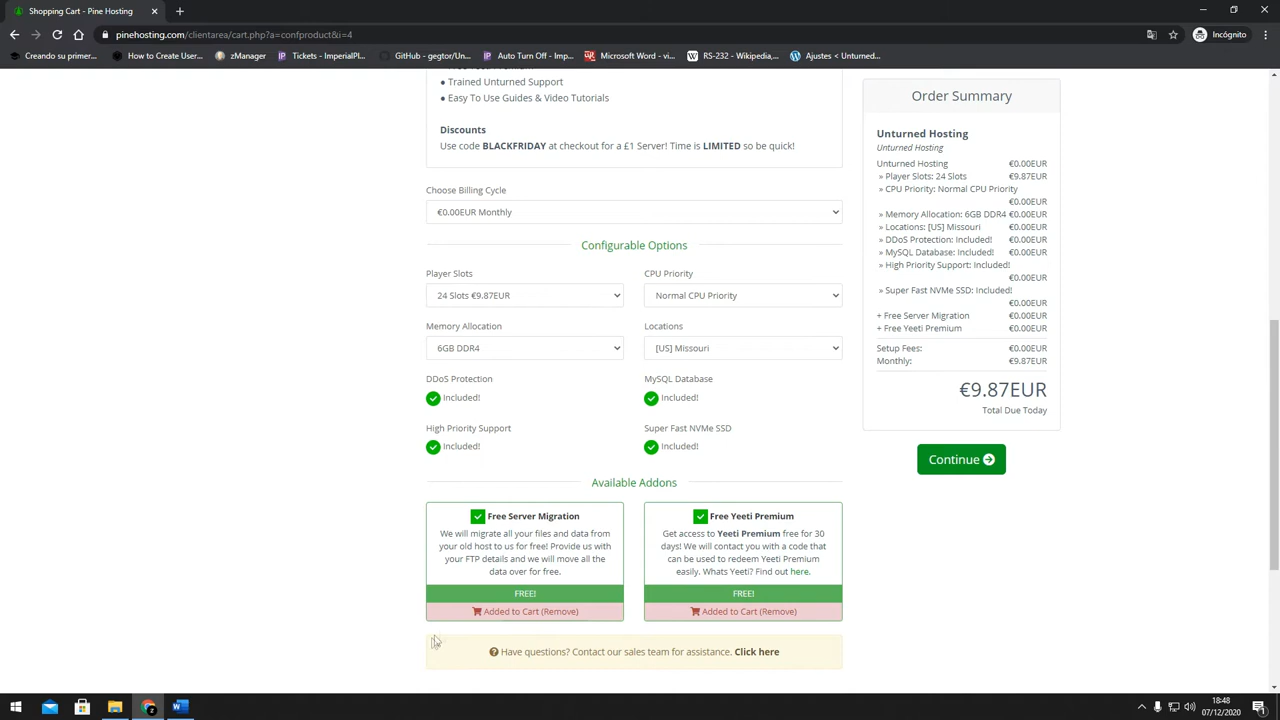 Shopping Cart - Pine Hosting
pinehosting.com/clientarea/cart.php?a=confproduct&i=4
Incógnito
Creando su primer...
How to Create User...
zManager
Tickets - ImperialPl...
GitHub - gegtor/Un...
Auto Turn Off - Imp...
Microsoft Word - vi...
RS-232 - Wikipedia,...
Ajustes < Unturned...
● Trained Unturned Support
● Easy To Use Guides & Video Tutorials
Discounts
Use code BLACKFRIDAY at checkout for a £1 Server! Time is LIMITED so be quick!
Choose Billing Cycle
€0.00EUR Monthly
Configurable Options
Player Slots
CPU Priority
24 Slots €9.87EUR
Normal CPU Priority
Memory Allocation
Locations
6GB DDR4
[US] Missouri
DDoS Protection
MySQL Database
Included!
Included!
High Priority Support
Super Fast NVMe SSD
Included!
Included!
Available Addons
Free Server Migration
We will migrate all your files and data from
your old host to us for free! Provide us with
your FTP details and we will move all the
data over for free.
FREE!
Added to Cart (Remove)
Free Yeeti Premium
Get access to Yeeti Premium free for 30
days! We will contact you with a code that
can be used to redeem Yeeti Premium
easily. Whats Yeeti? Find out here.
FREE!
Added to Cart (Remove)
Have questions? Contact our sales team for assistance. Click here
Order Summary
Unturned Hosting
Unturned Hosting
Unturned Hosting €0.00EUR
» Player Slots: 24 Slots €9.87EUR
» CPU Priority: Normal CPU Priority
€0.00EUR
» Memory Allocation: 6GB DDR4 €0.00EUR
» Locations: [US] Missouri €0.00EUR
» DDoS Protection: Included! €0.00EUR
» MySQL Database: Included! €0.00EUR
» High Priority Support: Included!
€0.00EUR
» Super Fast NVMe SSD: Included!
€0.00EUR
+ Free Server Migration €0.00EUR
+ Free Yeeti Premium €0.00EUR
Setup Fees: €0.00EUR
Monthly: €9.87EUR
€9.87EUR
Total Due Today
Continue
18:48
07/12/2020